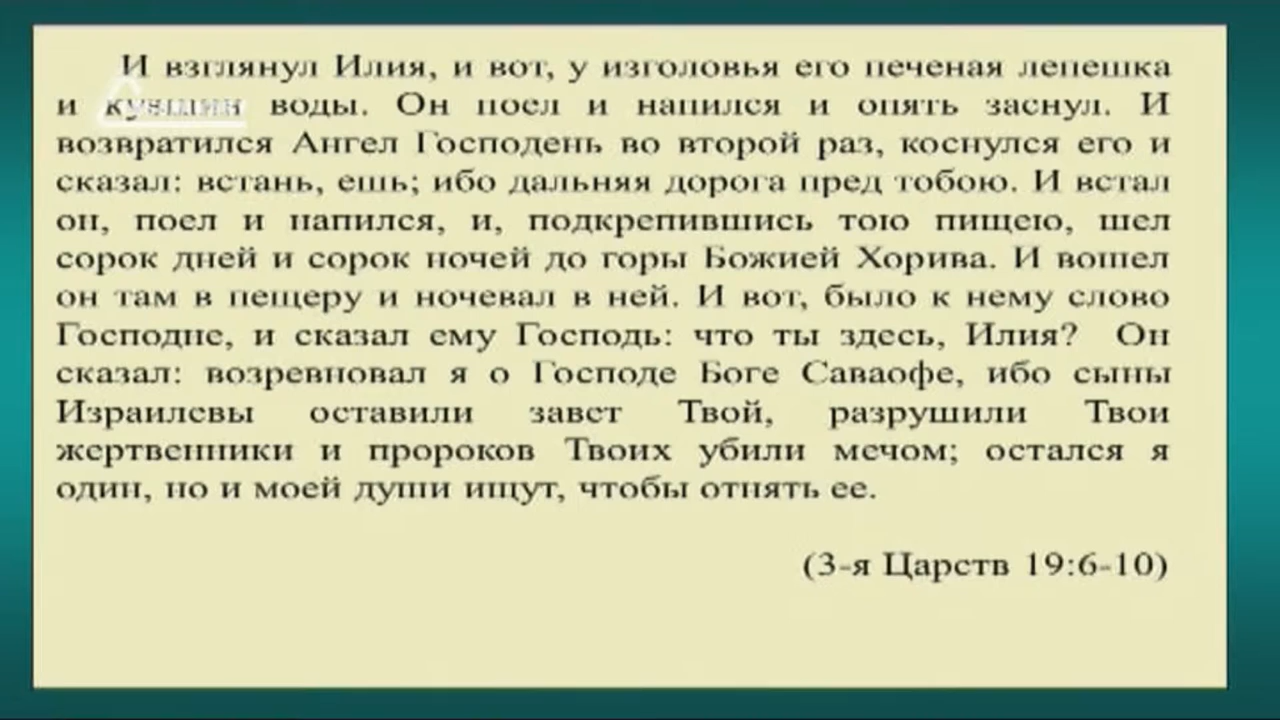 И взглянул Илия, и вот, у изголовья его печеная лепешка
и кувшин воды. Он поел и напился и опять заснул. И
возвратился Ангел Господень во второй раз, коснулся его и
сказал: встань, ешь; ибо дальняя дорога пред тобою. И встал
он, поел и напился, и, подкрепившись тою пищею, шел
сорок дней и сорок ночей до горы Божией Хорива. И вошел
он там в пещеру и ночевал в ней. И вот, было к нему слово
Господне, и сказал ему Господь: что ты здесь, Илия? Он
сказал: возревновал я о Господе Боге Саваофе, ибо сыны
Израилевы оставили завет Твой, разрушили Твои
жертвенники и пророков Твоих убили мечом; остался я
один, но и моей души ищут, чтобы отнять ее.
(3-я Царств 19:6-10)